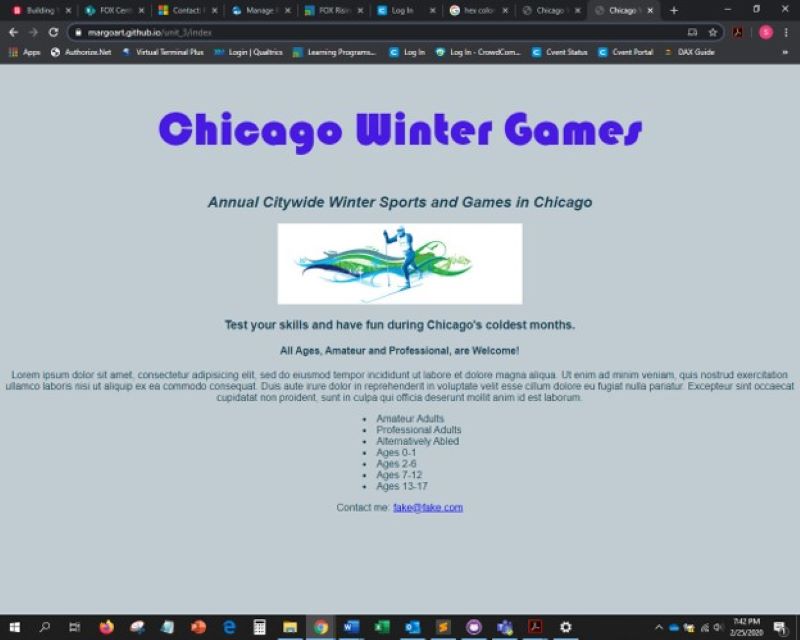 Building
FOX Cent
Contact:
Manage
FOX Risin
Log In
hex color
Chicago
Chicago
margoart.github.io/unit_3/index
Apps
Authorize.Net
Virtual Terminal Plus
Login | Qualtrics
Learning Programs...
Log In
Log In - CrowdCom...
Cvent Status
Cvent Portal
DAX Guide
Chicago Winter Games
Annual Citywide Winter Sports and Games in Chicago
Test your skills and have fun during Chicago's coldest months.
All Ages, Amateur and Professional, are Welcome!
Lorem ipsum dolor sit amet, consectetur adipisicing elit, sed do eiusmod tempor incididunt ut labore et dolore magna aliqua. Ut enim ad minim veniam, quis nostrud exercitation
ullamco laboris nisi ut aliquip ex ea commodo consequat. Duis aute irure dolor in reprehenderit in voluptate velit esse cillum dolore eu fugiat nulla pariatur. Excepteur sint occaecat
cupidatat non proident, sunt in culpa qui officia deserunt mollit anim id est laborum.
• Amateur Adults
• Professional Adults
• Alternatively Abled
• Ages 0-1
• Ages 2-6
• Ages 7-12
• Ages 13-17
Contact me: fake@fake.com
7:42 PM
2/25/2020